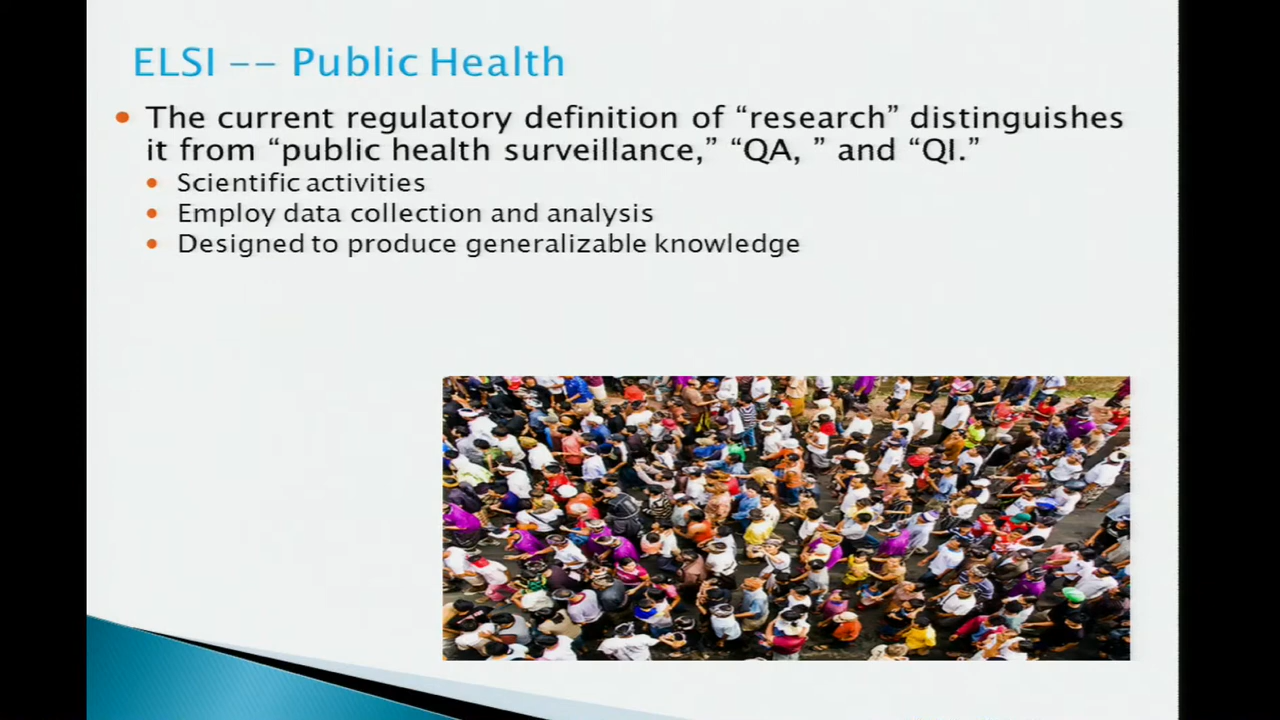 ELSI -- Public Health
• The current regulatory definition of “research” distinguishes
it from “public health surveillance,” “QA, ” and “QI.”
• Scientific activities
• Employ data collection and analysis
• Designed to produce generalizable knowledge